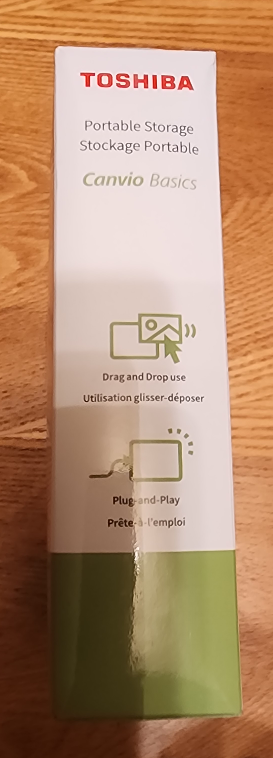 TOSHIBA
Portable Storage
Stockage Portable
Canvio Basics
Drag and Drop use
Utilisation glisser-déposer
Plug-and-Play
Prête-à-l'emploi